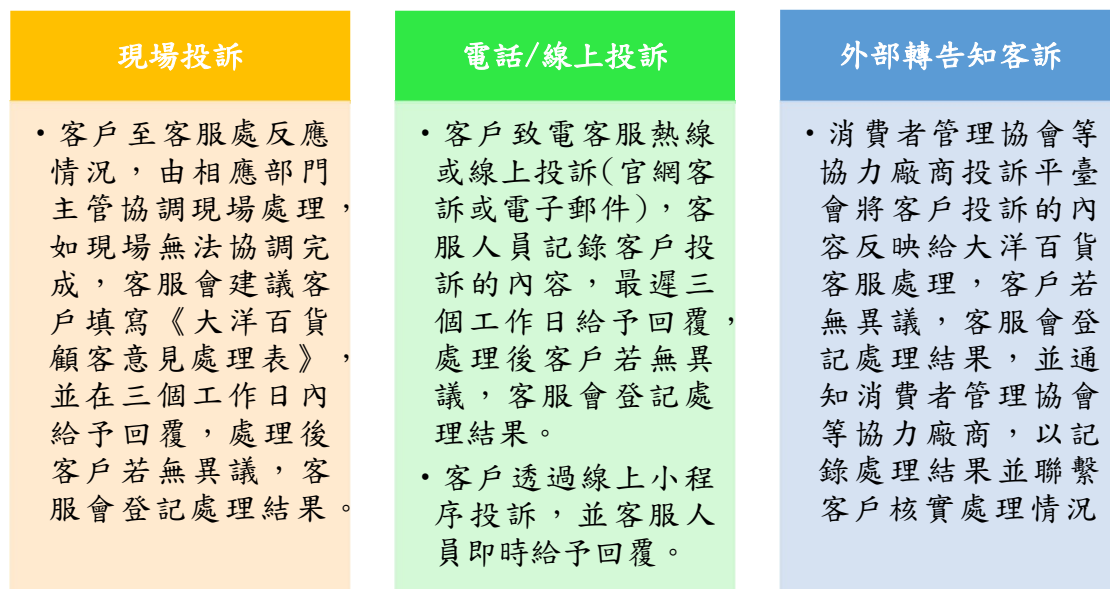 現場投訴
•客戶至客服處反應
情況，由相應部門
主管協調現場處理，
如現場無法協調完
成，客服會建議客
戶填寫《大洋百貨
顧客意見處理表》，
並在三個工作日內
給予回覆，處理後
客戶若無異議，客
服會登記處理結果。
電話/線上投訴
•客戶致電客服熱線
或線上投訴(官網客
訴或電子郵件)，客
服人員記錄客戶投
訴的內容，最遲三
個工作日給予回覆，
處理後客戶若無異
議，客服會登記處
理結果。
•客戶透過線上小程
序投訴，並客服人
員即時給予回覆。
外部轉告知客訴
•消費者管理協會等
協力廠商投訴平臺
會將客戶投訴的內
容反映給大洋百貨
客服處理，客戶若
無異議，客服會登
記處理結果，並通
知消費者管理協會
等協力廠商，以記
錄處理結果並聯繫
客戶核實處理情況